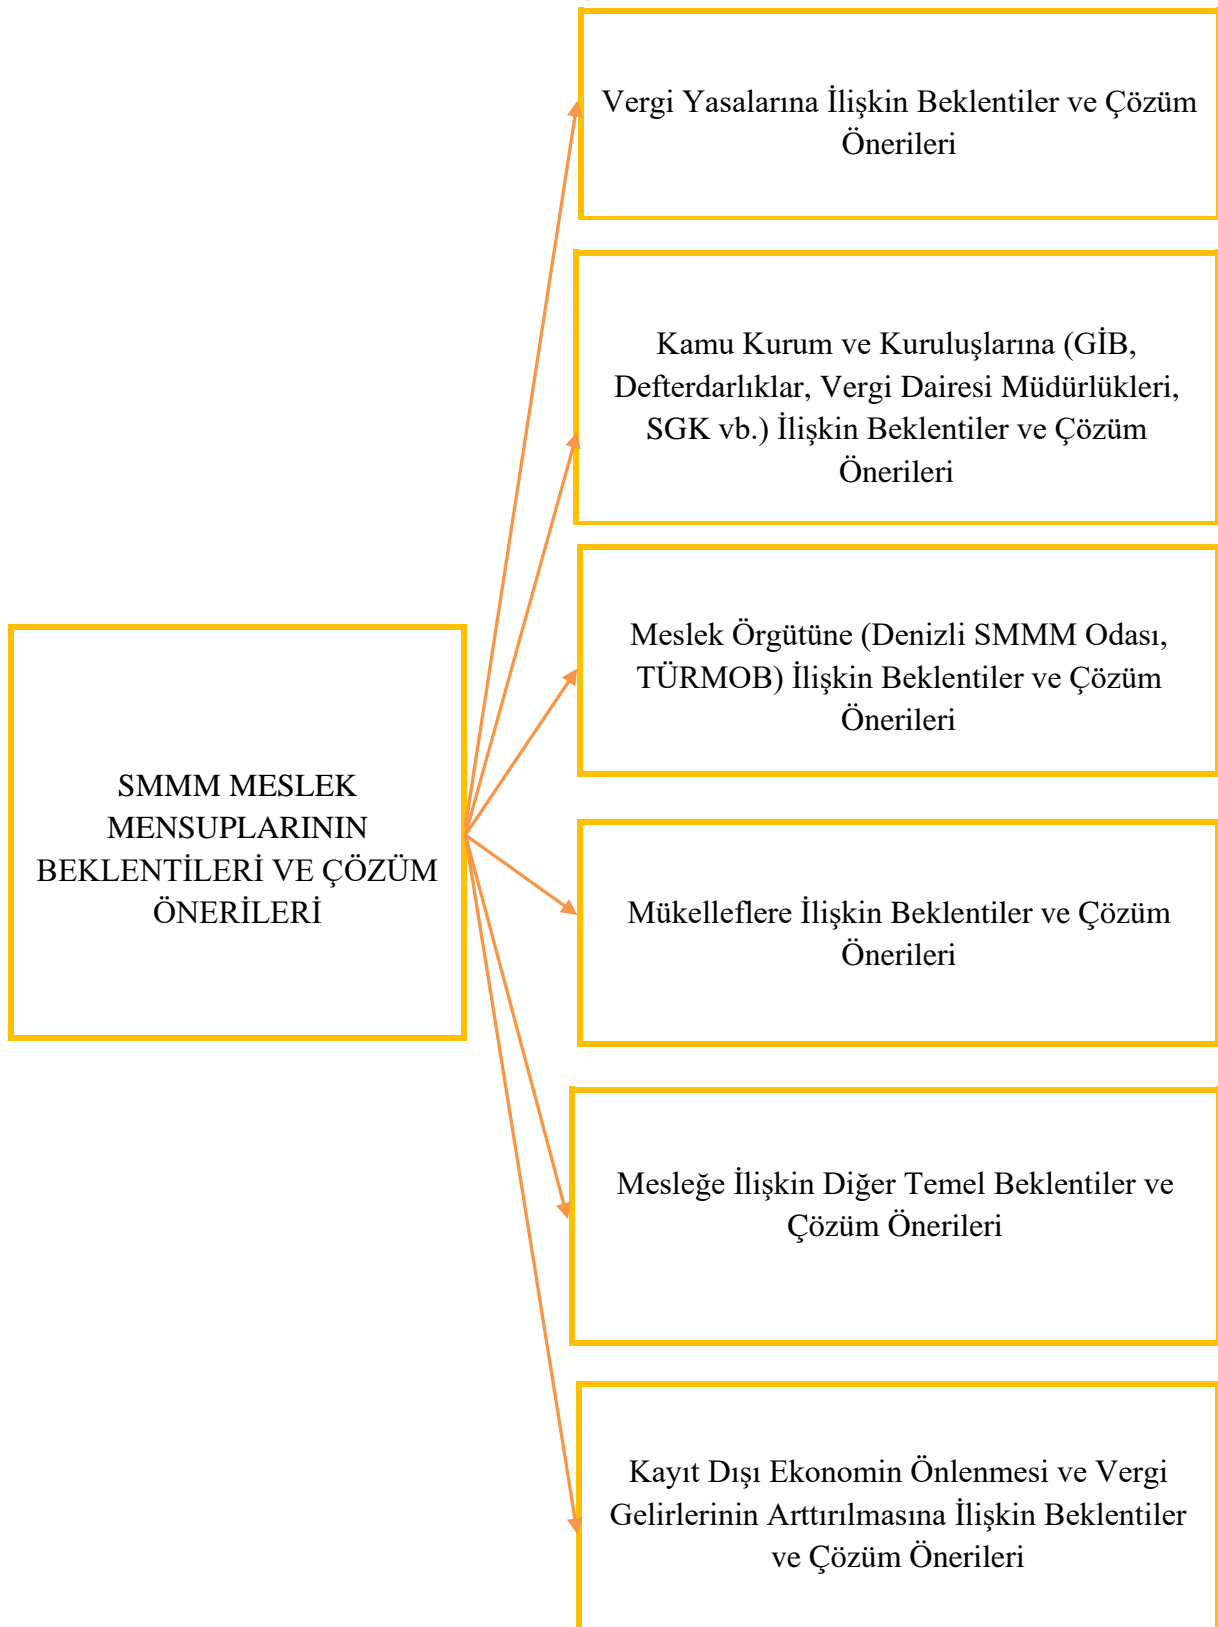 Vergi Yasalarına İlişkin Beklentiler ve Çözüm
Önerileri
Kamu Kurum ve Kuruluşlarına (GİB,
Defterdarlıklar, Vergi Dairesi Müdürlükleri,
SGK vb.) İlişkin Beklentiler ve Çözüm
Önerileri
Meslek Örgütüne (Denizli SMMM Odası,
TÜRMOB) İlişkin Beklentiler ve Çözüm
Önerileri
SMMM MESLEK
MENSUPLARININ
BEKLENTİLERİ VE ÇÖZÜM
ÖNERİLERİ
Mükelleflere İlişkin Beklentiler ve Çözüm
Önerileri
Mesleğe İlişkin Diğer Temel Beklentiler ve
Çözüm Önerileri
Kayıt Dışı Ekonomin Önlenmesi ve Vergi
Gelirlerinin Arttırılmasına İlişkin Beklentiler
ve Çözüm Önerileri